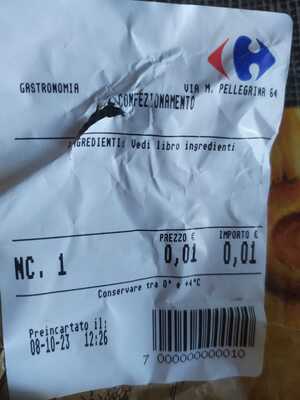 GASTRONOMIA VIA M. PELLEGRINA 64
CONFEZIONAMENTO
INGREDIENTI: Vedi libro ingredienti
PREZZO € IMPORTO €
NC. 1 0,01 0,01
Conservare tra 0° e +4°C
Preincartato il:
08-10-23 12:26
7 000000000010